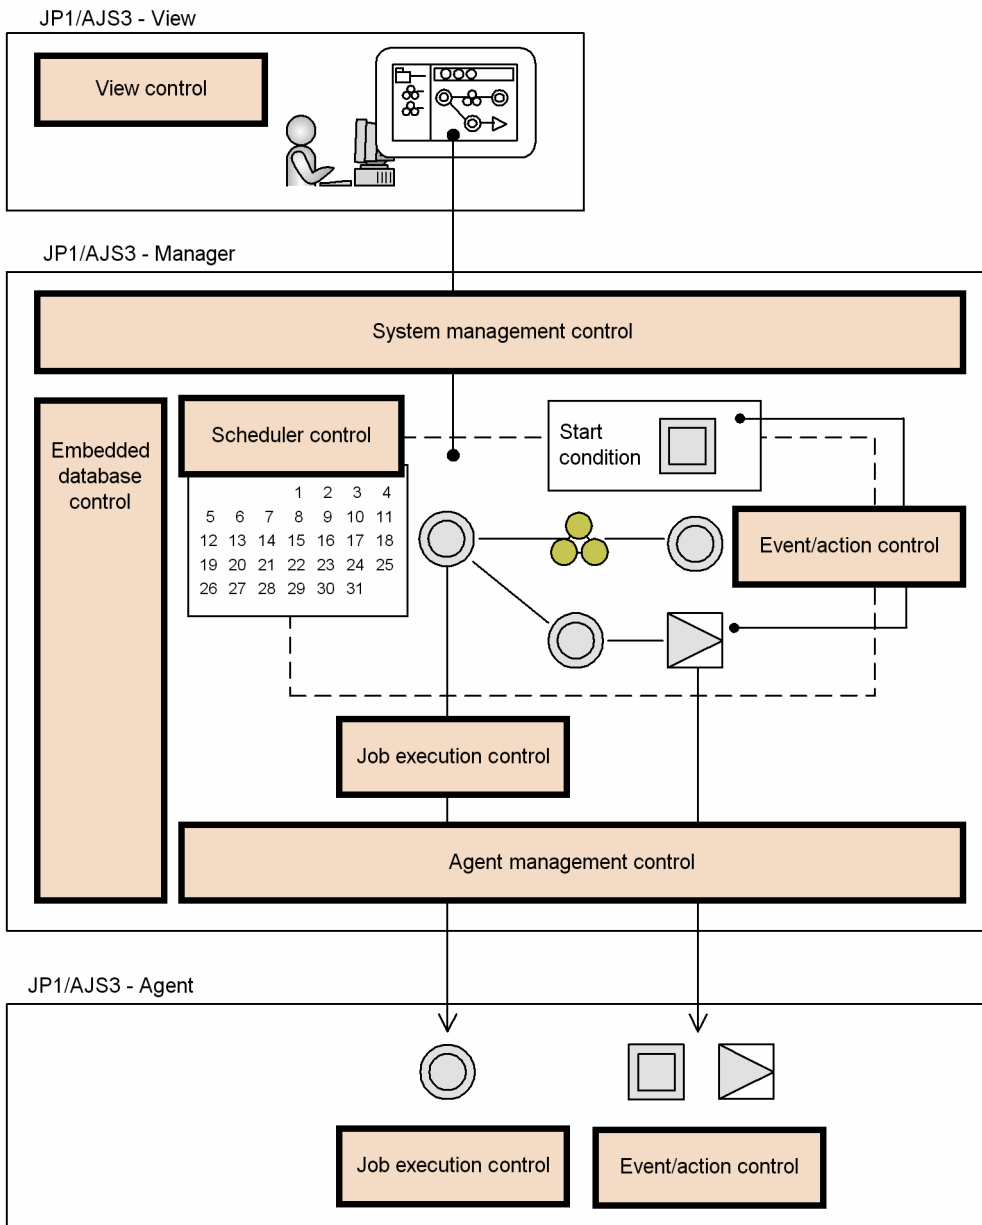 JP1/AJS3 - View
View control
JP1/AJS3 - Manager
System management control
Embedded
database
control
Scheduler control
1 2 3 4
5 6 7 8 9 10 11
12 13 14 15 16 17 18
19 20 21 22 23 24 25
26 27 28 29 30 31
Start
condition
Event/action control
Job execution control
Agent management control
JP1/AJS3 - Agent
Job execution control
Event/action control